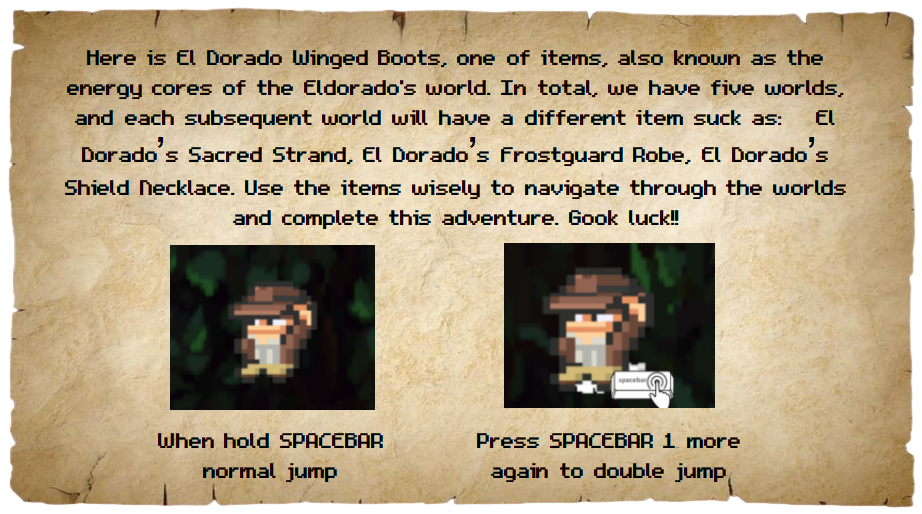 Here is El Dorado Winged Boots, one of items, also known as the
energy cores of the Eldorado's world. In total, we have five worlds,
and each subsequent world will have a different item suck as: El
Dorado's Sacred Strand, El Dorado's Frostguard Robe, El Dorado's
Shield Necklace. Use the items wisely to navigate through the worlds
and complete this adventure. Gook luck!!
spacebar
When hold SPACEBAR
normal jump
Press SPACEBAR 1 more
again to double jump